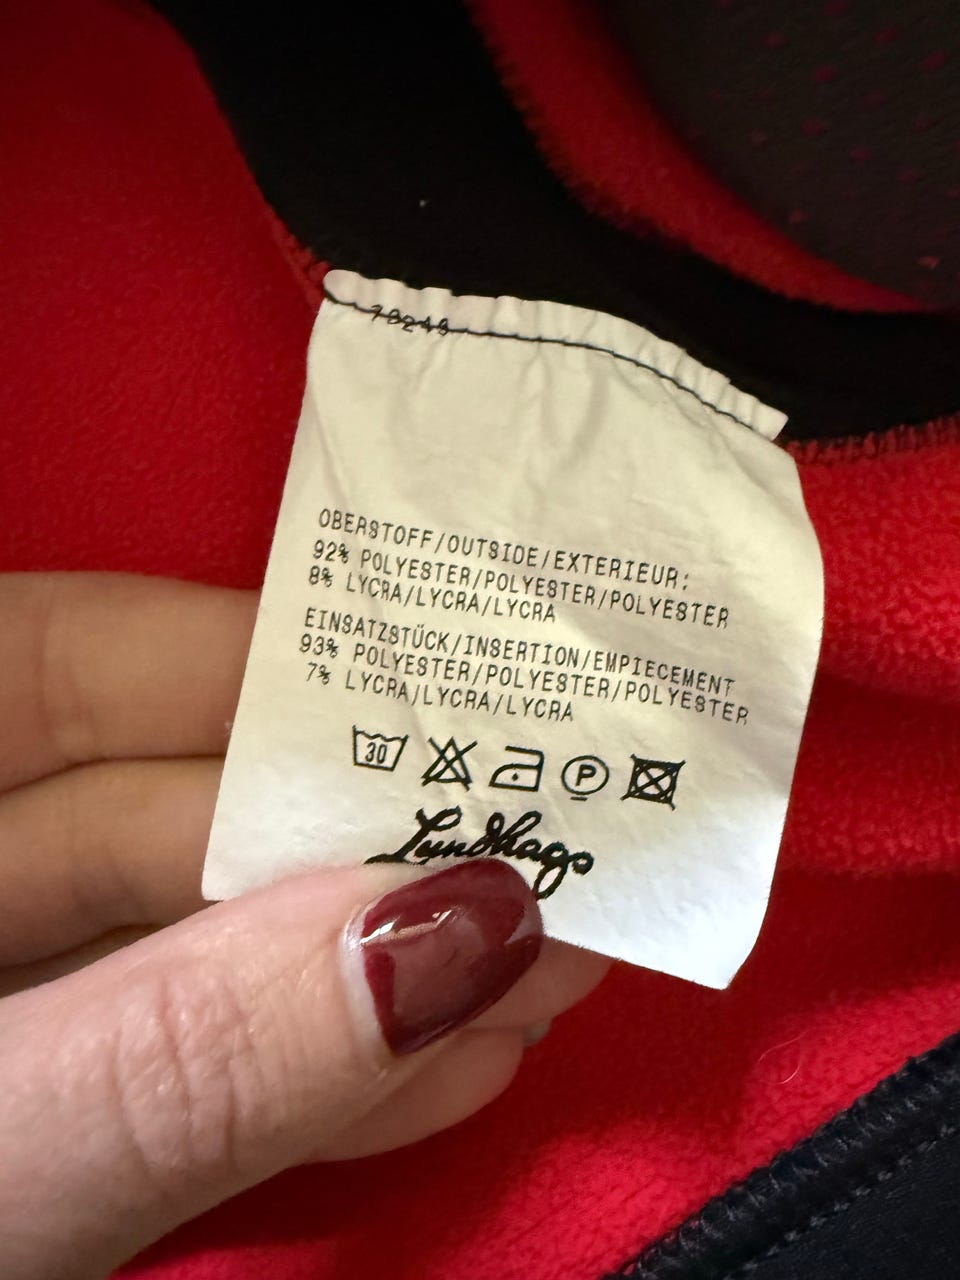 78248
OBERSTOFF/OUTSIDE/EXTERIEUR:
92% POLYESTER/POLYESTER/POLYESTER
8% LYCRA/LYCRA/LYCRA
EINSATZSTÜCK/INSERTION/EMPIECEMENT
93% POLYESTER/POLYESTER/POLYESTER
7% LYCRA/LYCRA/LYCRA
30 P
Lundhags